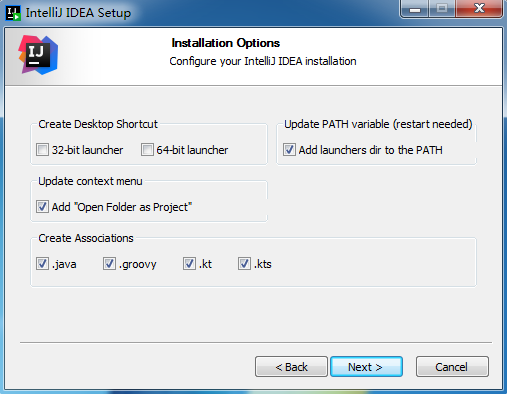 IntelliJ IDEA Setup
IJ
Installation Options
Configure your IntelliJ IDEA installation
Create Desktop Shortcut
32-bit launcher
64-bit launcher
Update PATH variable (restart needed)
Add launchers dir to the PATH
Update context menu
Add "Open Folder as Project"
Create Associations
.java
.groovy
.kt
.kts
< Back
Next >
Cancel